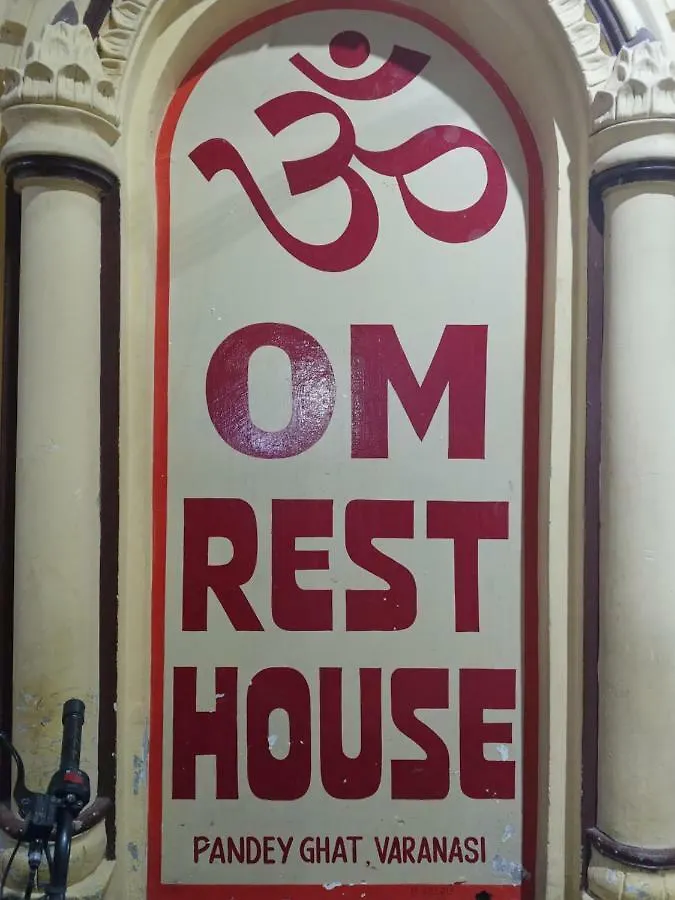 ॐ
OM
REST
HOUSE
PANDEY GHAT, VARANASI